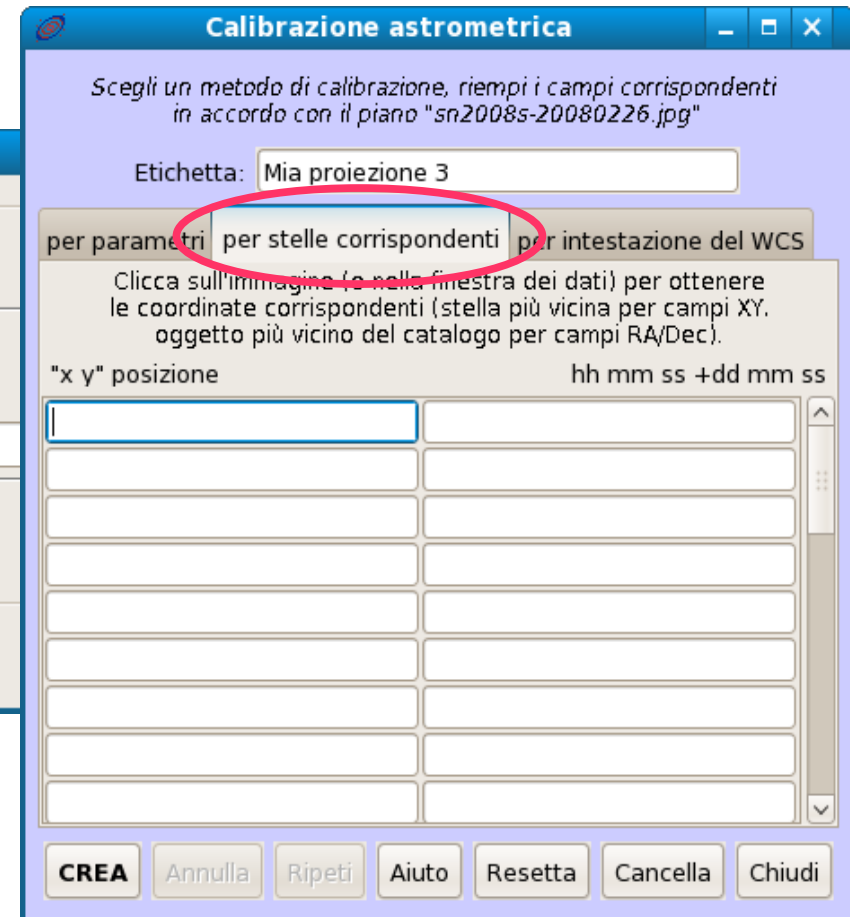 Calibrazione astrometrica
Scegli un metodo di calibrazione, riempi i campi corrispondenti
in accordo con il piano "sn2008s-20080226.jpg"
Etichetta: Mia proiezione 3
per parametri per stelle corrispondenti per intestazione del WCS
Clicca sull'immagine (o nella finestra dei dati) per ottenere
le coordinate corrispondenti (stella più vicina per campi XY.
oggetto più vicino del catalogo per campi RA/Dec).
"x y" posizione hh mm ss +dd mm ss
CREA Annulla Ripeti Aiuto Resetta Cancella Chiudi